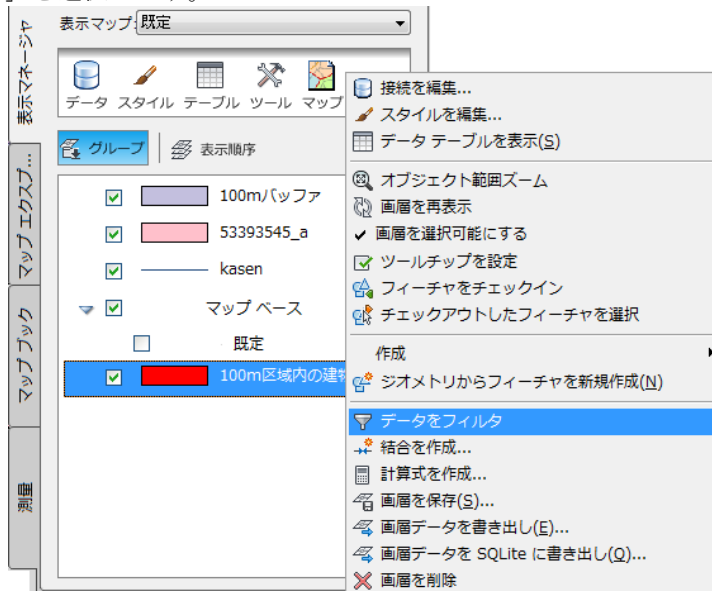 表示マップ:既定
データ スタイル テーブル ツール マップ
グループ
表示順序
100mバッファ
53393545_a
kasen
マップ ベース
既定
100m区域内の建物
表示マネージャ
マップ エクスプ...
マップ ブック
測量
接続を編集...
スタイルを編集...
データ テーブルを表示(S)
オブジェクト範囲ズーム
画層を再表示
画層を選択可能にする
ツールチップを設定
フィーチャをチェックイン
チェックアウトしたフィーチャを選択
作成
ジオメトリからフィーチャを新規作成(N)
データをフィルタ
結合を作成...
計算式を作成...
画層を保存(S)...
画層データを書き出し(E)...
画層データを SQLite に書き出し(Q)...
画層を削除